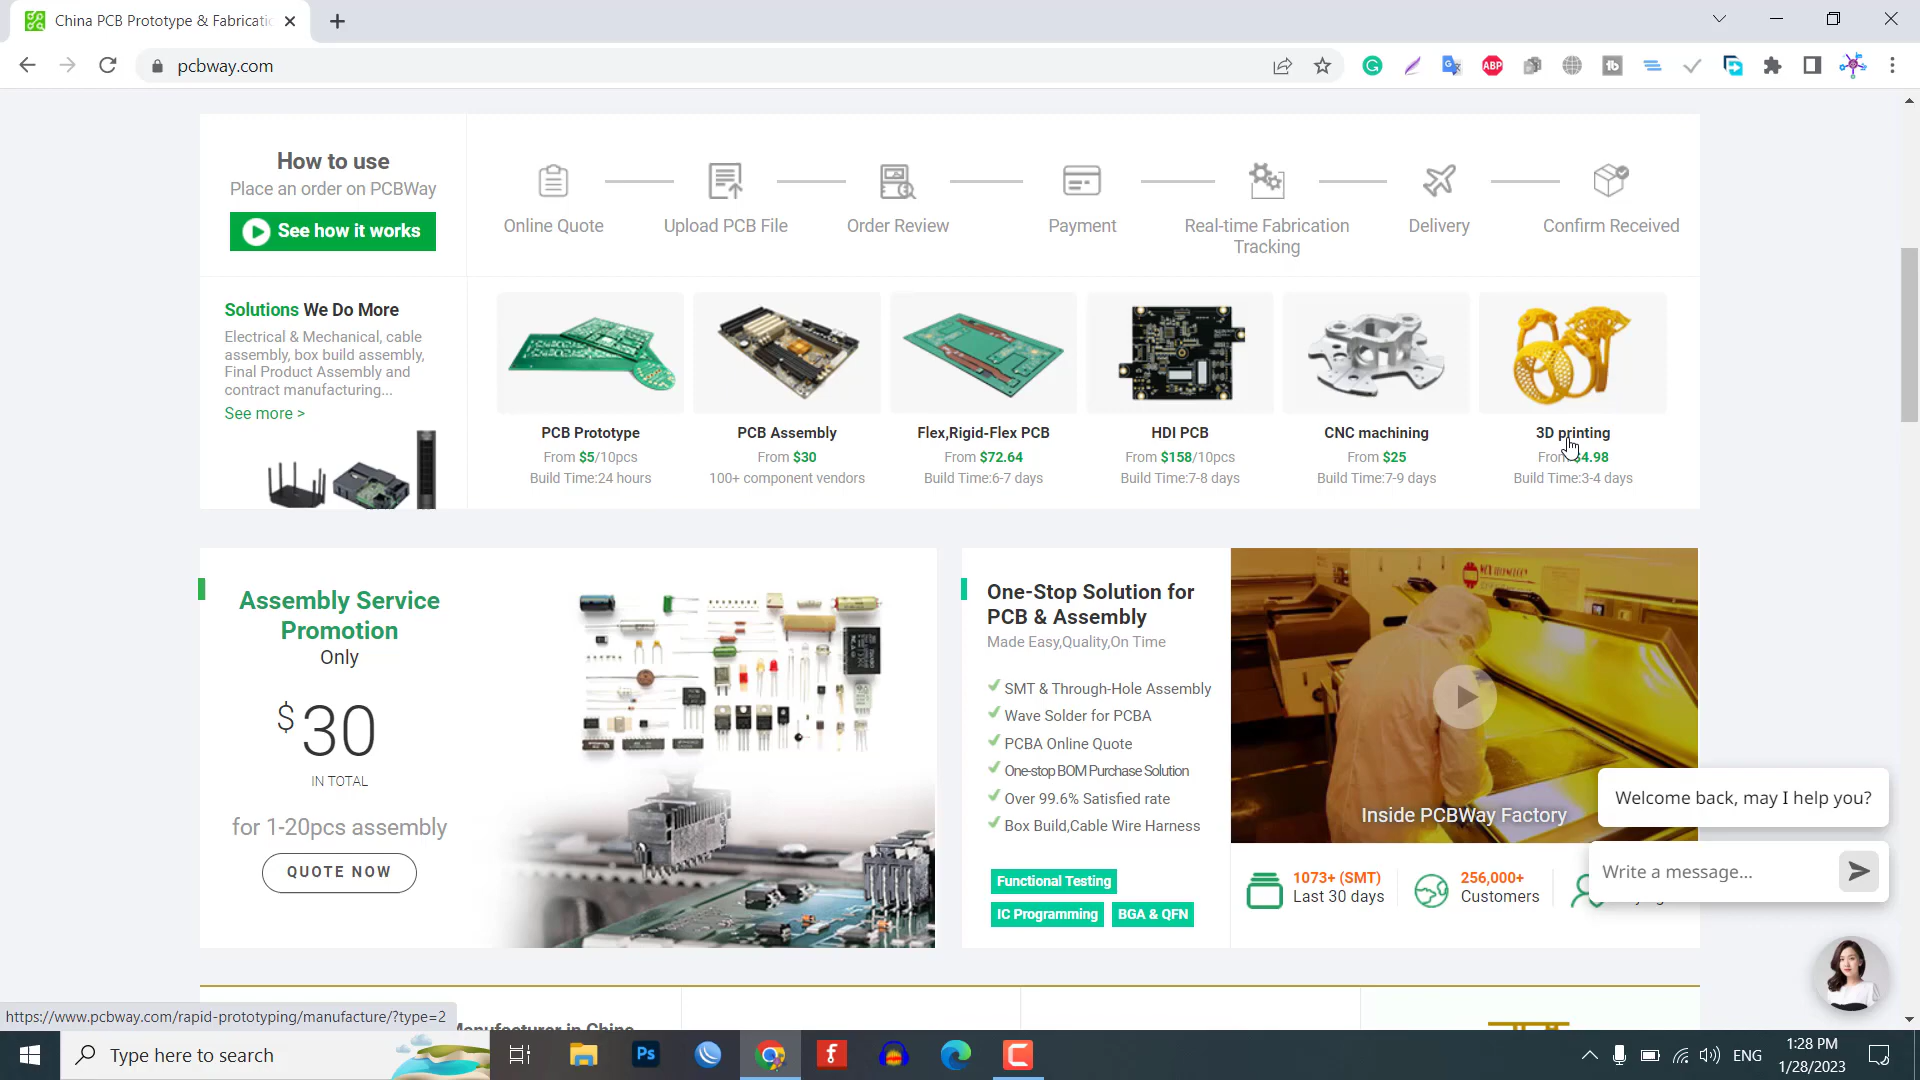 China PCB Prototype & Fabricatio
pcbway.com
ABP
How to use
Place an order on PCBWay
See how it works
Online Quote
Upload PCB File
Order Review
Payment
Real-time Fabrication
Tracking
Delivery
Confirm Received
Solutions We Do More
Electrical & Mechanical, cable
assembly, box build assembly,
Final Product Assembly and
contract manufacturing...
See more >
PCB Prototype
From $5/10pcs
Build Time:24 hours
PCB Assembly
From $30
100+ component vendors
Flex,Rigid-Flex PCB
From $72.64
Build Time:6-7 days
HDI PCB
From $158/10pcs
Build Time:7-8 days
CNC machining
From $25
Build Time:7-9 days
3D printing
From $4.98
Build Time:3-4 days
Assembly Service
Promotion
Only
$30
IN TOTAL
for 1-20pcs assembly
QUOTE NOW
One-Stop Solution for
PCB & Assembly
Made Easy,Quality,On Time
SMT & Through-Hole Assembly
Wave Solder for PCBA
PCBA Online Quote
One-stop BOM Purchase Solution
Over 99.6% Satisfied rate
Box Build,Cable Wire Harness
Functional Testing
IC Programming
BGA & QFN
Inside PCBWay Factory
1073+ (SMT)
Last 30 days
256,000+
Customers
Welcome back, may I help you?
Write a message...
https://www.pcbway.com/rapid-prototyping/manufacture/?type=2
Manufacturer in China
Type here to search
Ps
ENG
1:28 PM
1/28/2023